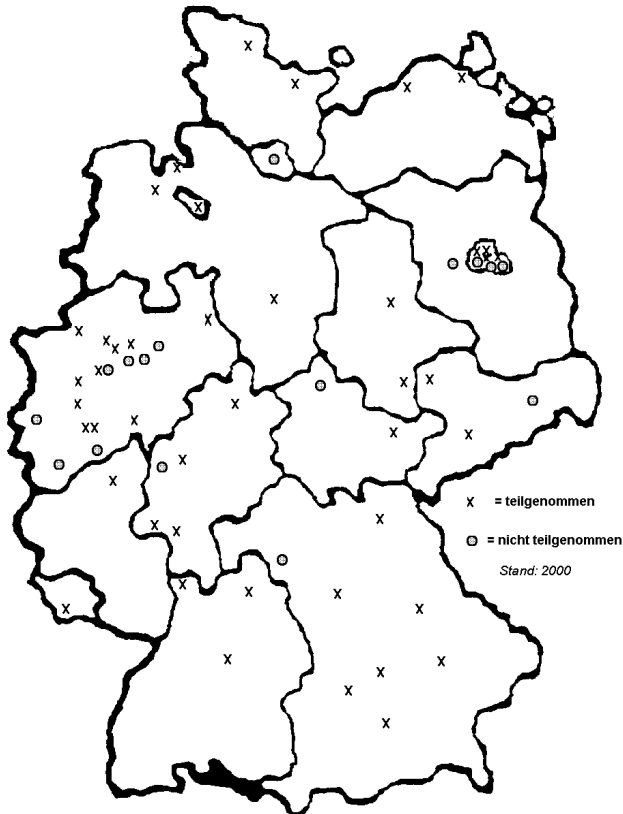 x = teilgenommen
= nicht teilgenommen
Stand: 2000